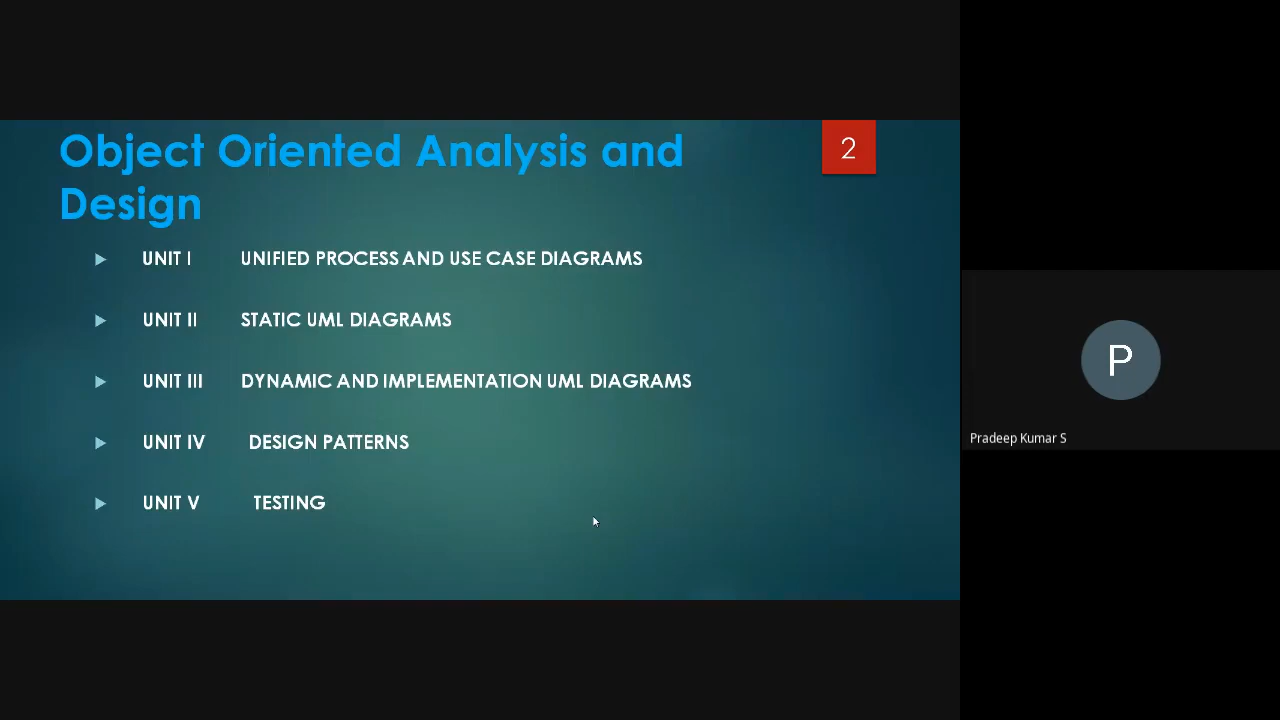 Object Oriented Analysis and
Design
2
UNIT I UNIFIED PROCESS AND USE CASE DIAGRAMS
UNIT II STATIC UML DIAGRAMS
UNIT III DYNAMIC AND IMPLEMENTATION UML DIAGRAMS
UNIT IV DESIGN PATTERNS
UNIT V TESTING
P
Pradeep Kumar S